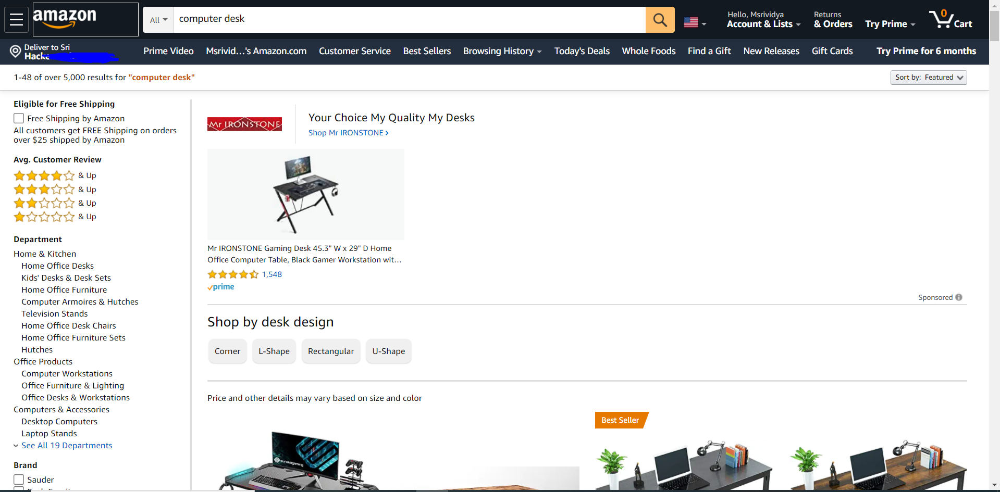 amazon
All
computer desk
Hello, Msrividya
Account & Lists
Returns
& Orders
Try Prime
0
Cart
Deliver to Sri
Hacke
Prime Video
Msrivid…'s Amazon.com
Customer Service
Best Sellers
Browsing History
Today's Deals
Whole Foods
Find a Gift
New Releases
Gift Cards
Try Prime for 6 months
1-48 of over 5,000 results for "computer desk"
Sort by: Featured
Eligible for Free Shipping
Free Shipping by Amazon
All customers get FREE Shipping on orders
over $25 shipped by Amazon
Avg. Customer Review
& Up
& Up
& Up
& Up
Department
Home & Kitchen
Home Office Desks
Kids' Desks & Desk Sets
Home Office Furniture
Computer Armoires & Hutches
Television Stands
Home Office Desk Chairs
Home Office Furniture Sets
Hutches
Office Products
Computer Workstations
Office Furniture & Lighting
Office Desks & Workstations
Computers & Accessories
Desktop Computers
Laptop Stands
See All 19 Departments
Brand
Sauder
Mr IRONSTONE
Your Choice My Quality My Desks
Shop Mr IRONSTONE ›
Mr IRONSTONE Gaming Desk 45.3" W x 29" D Home
Office Computer Table, Black Gamer Workstation wit…
1,548
prime
Sponsored
Shop by desk design
Corner
L-Shape
Rectangular
U-Shape
Price and other details may vary based on size and color
Best Seller
eurekagaming